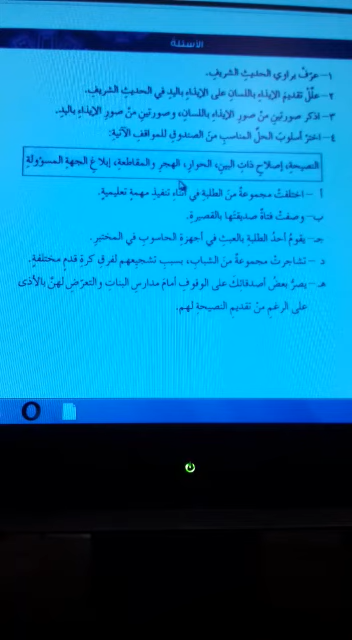 الأسئلة
١- عرّفْ براوي الحديثِ الشريفِ.
٢- علّلْ تقديمَ الإيذاءِ باللسانِ على الإيذاءِ باليدِ في الحديثِ الشريفِ.
٣- اذكر صورتينِ منْ صورِ الإيذاءِ باللسانِ، وصورتينِ منْ صورِ الإيذاءِ باليدِ.
٤- اخترْ أسلوبَ الحلِّ المناسبَ منَ الصندوقِ للمواقفِ الآتيةِ:
النصيحةِ، إصلاحِ ذاتِ البينِ، الحوارِ، الهجرِ والمقاطعةِ، إبلاغِ الجهةِ المسؤولةِ
أ - اختلفتْ مجموعةٌ منَ الطلبةِ في أثناءِ تنفيذِ مهمةٍ تعليميةٍ.
ب- وصفتْ فتاةٌ صديقتَها بالقصيرةِ.
جـ- يقومُ أحدُ الطلبةِ بالعبثِ في أجهزةِ الحاسوبِ في المختبرِ.
د - تشاجرتْ مجموعةٌ منَ الشبابِ، بسببِ تشجيعهم لفرقِ كرةِ قدمٍ مختلفةٍ.
هـ- يصرُّ بعضُ أصدقائِكَ على الوقوفِ أمامَ مدارسِ البناتِ والتعرّضِ لهنَّ بالأذى
على الرغمِ منْ تقديمِ النصيحةِ لهم.